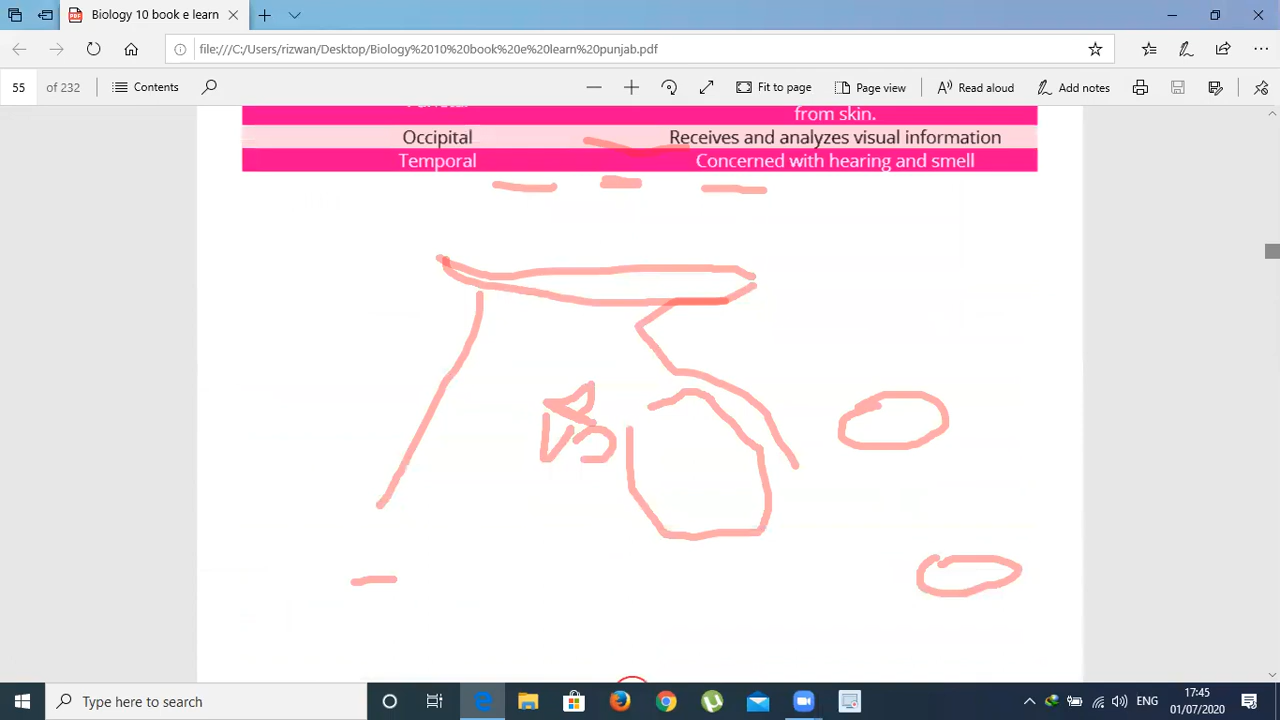 Biology 10 book e learn
file:///C:/Users/rizwan/Desktop/Biology%2010%20book%20e%20learn%20punjab.pdf
55 of 232 Contents Fit to page Page view Read aloud Add notes
from skin.
Occipital Receives and analyzes visual information
Temporal Concerned with hearing and smell
Type here to search
ENG
17:45
01/07/2020